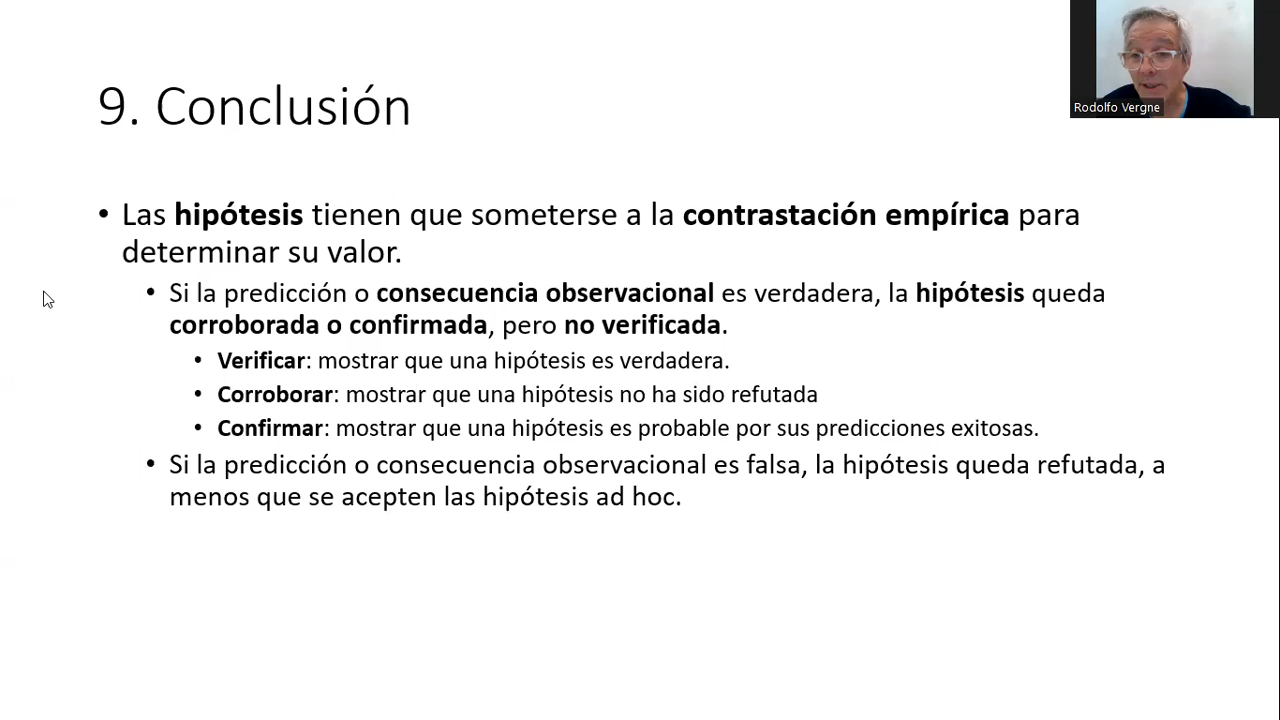 Rodolfo Vergne
9. Conclusión
• Las hipótesis tienen que someterse a la contrastación empírica para
determinar su valor.
• Si la predicción o consecuencia observacional es verdadera, la hipótesis queda
corroborada o confirmada, pero no verificada.
• Verificar: mostrar que una hipótesis es verdadera.
• Corroborar: mostrar que una hipótesis no ha sido refutada
• Confirmar: mostrar que una hipótesis es probable por sus predicciones exitosas.
• Si la predicción o consecuencia observacional es falsa, la hipótesis queda refutada, a
menos que se acepten las hipótesis ad hoc.